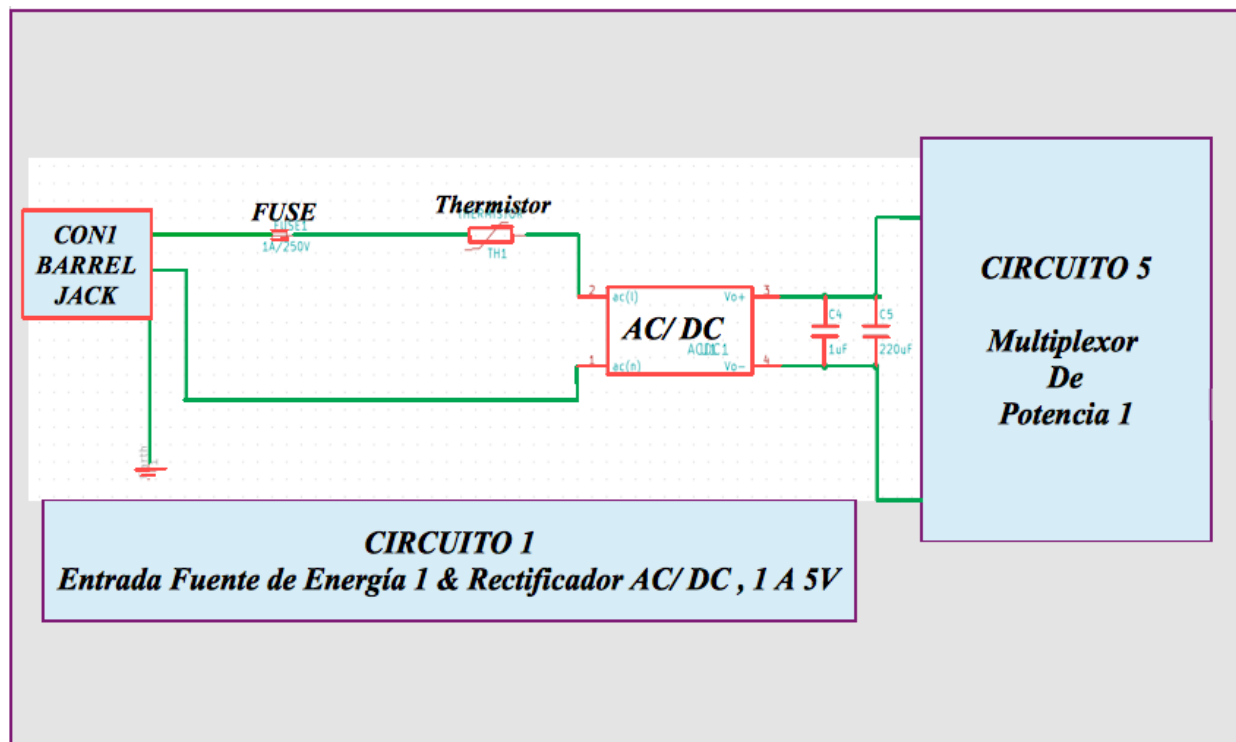 FUSE
FUSE1
1A/250V
Thermistor
THERMISTOR
TH1
CON1
BARREL
JACK
2
ac(l)
Vo+
3
AC/ DC
1
ac(n)
Vo-
4
C4
1uF
C5
220uF
CIRCUITO 5
Multiplexor
De
Potencia 1
CIRCUITO 1
Entrada Fuente de Energía 1 & Rectificador AC/ DC , 1 A 5V